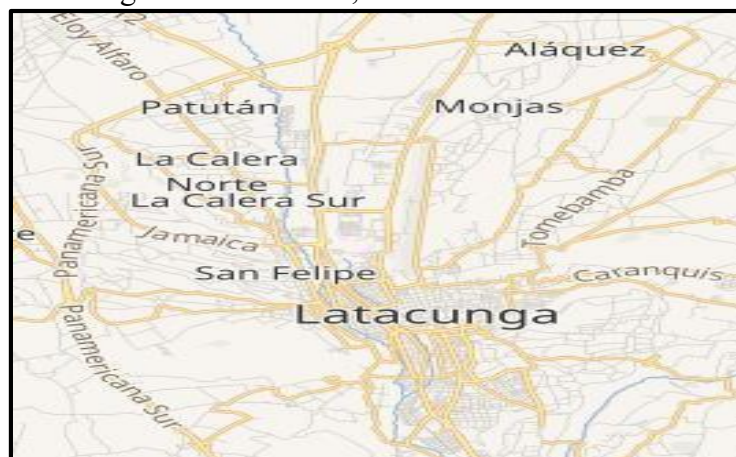 Eloy Alfaro
Aláquez
Patután
Monjas
La Calera
Norte
La Calera Sur
Panamericana Sur
Jamaica
Tomebamba
San Felipe
Caranquis
Latacunga
Panamericana Sur